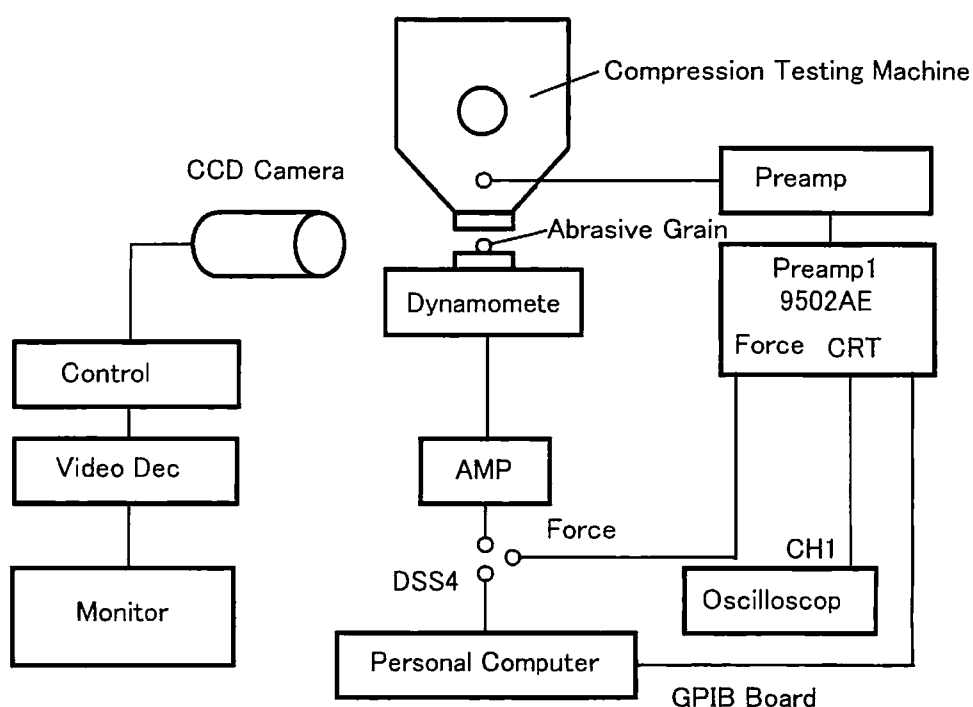 Compression Testing Machine
CCD Camera
Preamp
Abrasive Grain
Preamp1
9502AE
Force CRT
Dynamomete
Control
Video Dec
AMP
Force
CH1
DSS4
Oscilloscop
Monitor
Personal Computer
GPIB Board